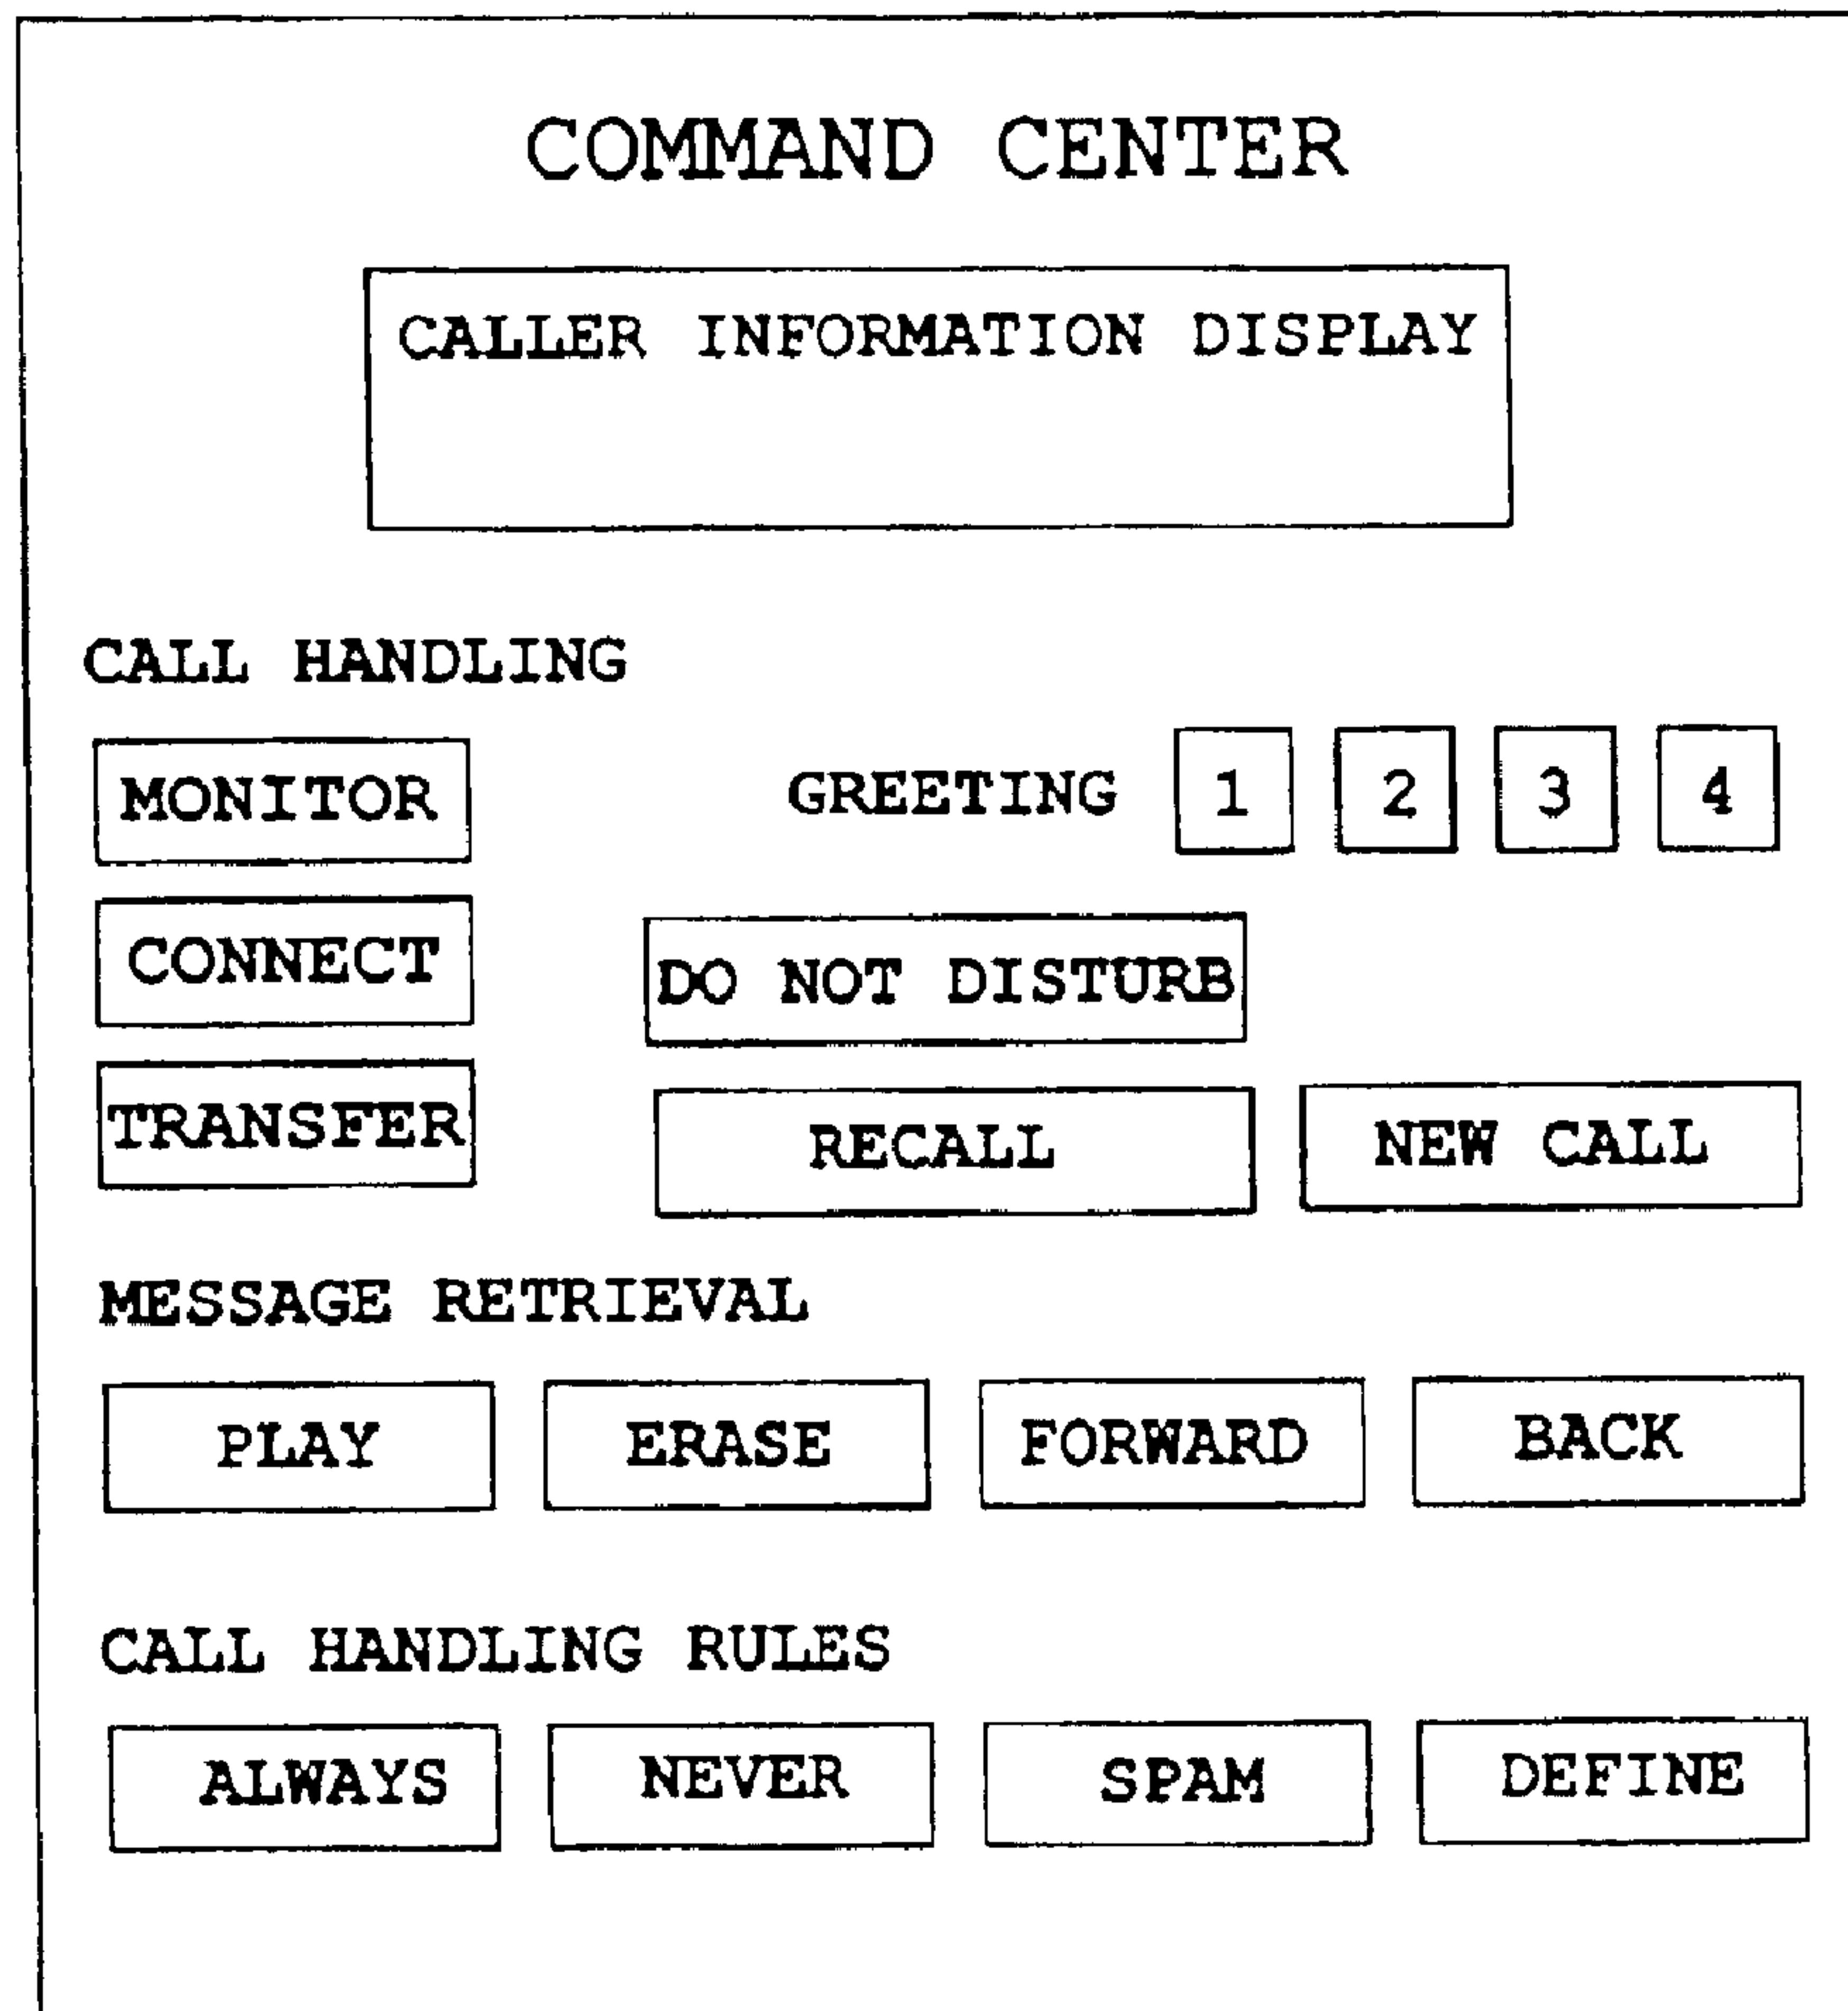 COMMAND CENTER
CALLER INFORMATION DISPLAY
CALL HANDLING
MONITOR GREETING 1 2 3 4
CONNECT DO NOT DISTURB
TRANSFER RECALL NEW CALL
MESSAGE RETRIEVAL
PLAY ERASE FORWARD BACK
CALL HANDLING RULES
ALWAYS NEVER SPAM DEFINE